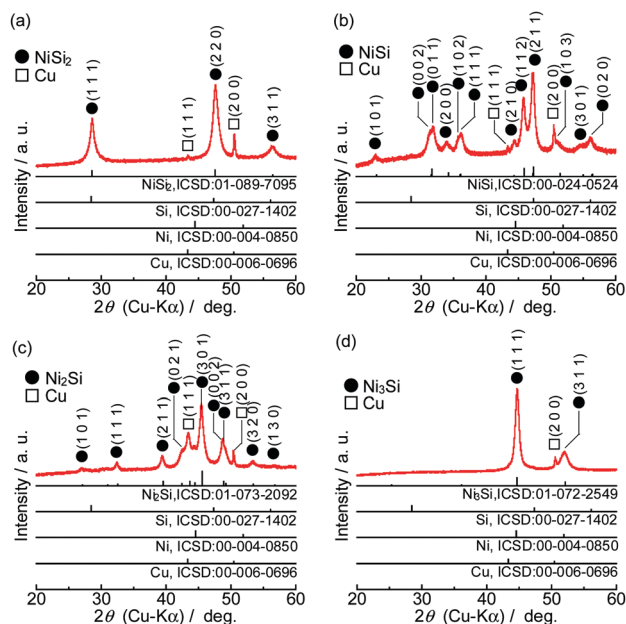 (a)
● NiSi₂
□ Cu
(1 1 1)
(1 1 1)
(2 2 0)
(2 0 0)
(3 1 1)
NiSi₂,ICSD:01-089-7095
Si, ICSD:00-027-1402
Ni, ICSD:00-004-0850
Cu, ICSD:00-006-0696
Intensity / a. u.
20 30 40 50 60
2θ (Cu-Kα) / deg.
(b)
● NiSi
□ Cu
(1 0 1)
(0 0 2)
(0 1 1)
(2 0 0)
(1 0 2)
(1 1 1)
(1 1 1)
(2 1 0)
(1 1 2)
(2 1 1)
(2 0 0)
(1 0 3)
(3 0 1)
(0 2 0)
NiSi,ICSD:00-024-0524
Si, ICSD:00-027-1402
Ni, ICSD:00-004-0850
Cu, ICSD:00-006-0696
Intensity / a. u.
20 30 40 50 60
2θ (Cu-Kα) / deg.
(c)
● Ni₂Si
□ Cu
(1 0 1)
(1 1 1)
(2 1 1)
(0 2 1)
(1 1 1)
(3 0 1)
(0 0 2)
(3 1 1)
(2 0 0)
(3 2 0)
(1 3 0)
Ni₂Si,ICSD:01-073-2092
Si, ICSD:00-027-1402
Ni, ICSD:00-004-0850
Cu, ICSD:00-006-0696
Intensity / a. u.
20 30 40 50 60
2θ (Cu-Kα) / deg.
(d)
● Ni₃Si
□ Cu
(1 1 1)
(2 0 0)
(3 1 1)
Ni₃Si,ICSD:01-072-2549
Si, ICSD:00-027-1402
Ni, ICSD:00-004-0850
Cu, ICSD:00-006-0696
Intensity / a. u.
20 30 40 50 60
2θ (Cu-Kα) / deg.